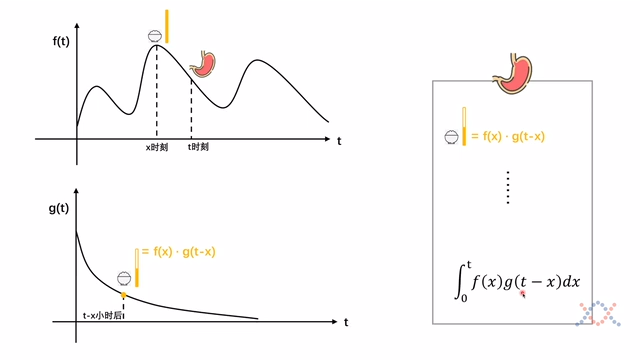 f(t)
x时刻
t时刻
t
g(t)
= f(x) · g(t-x)
t-x小时后
t
= f(x) · g(t-x)
∫₀ᵗ f(x)g(t − x)dx